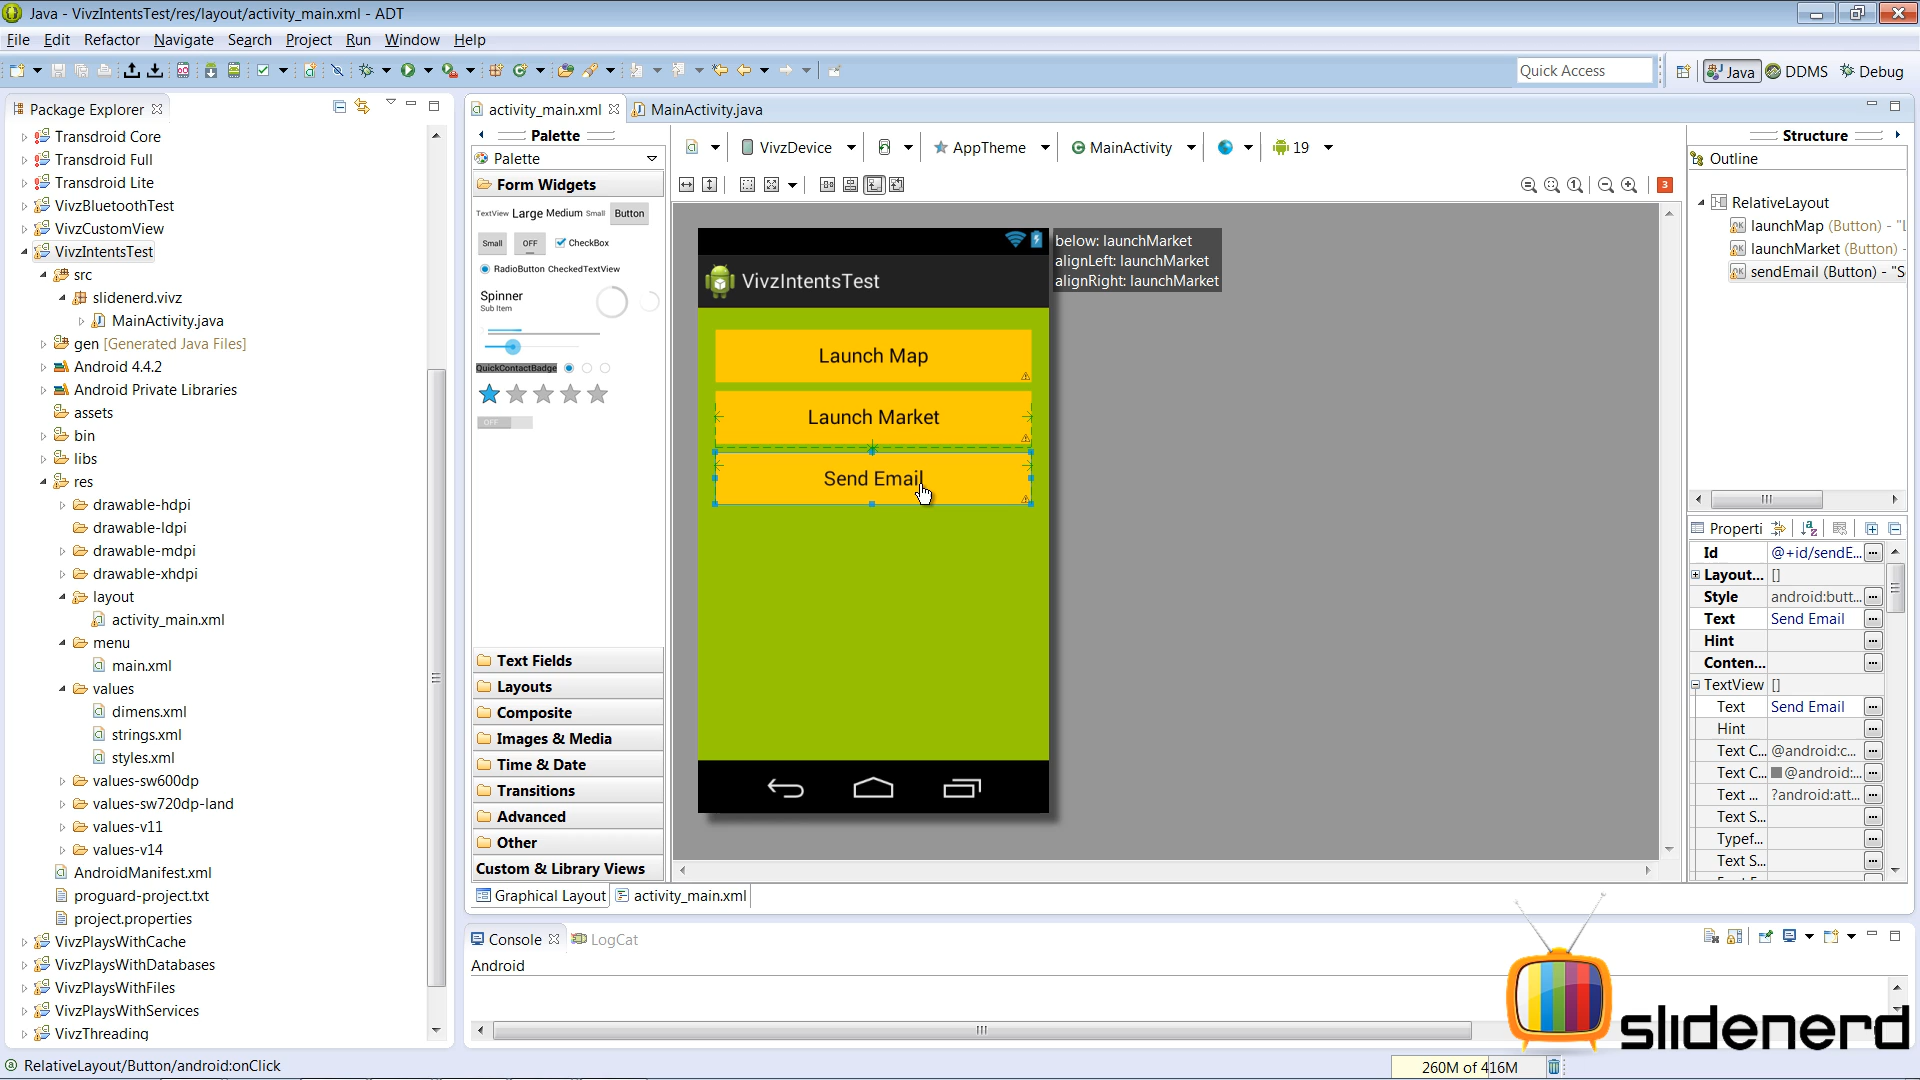 Java - VivzIntentsTest/res/layout/activity_main.xml - ADT
File Edit Refactor Navigate Search Project Run Window Help
Quick Access
Java
DDMS
Debug
Package Explorer
Transdroid Core
Transdroid Full
Transdroid Lite
VivzBluetoothTest
VivzCustomView
VivzIntentsTest
src
slidenerd.vivz
MainActivity.java
gen [Generated Java Files]
Android 4.4.2
Android Private Libraries
assets
bin
libs
res
drawable-hdpi
drawable-ldpi
drawable-mdpi
drawable-xhdpi
layout
activity_main.xml
menu
main.xml
values
dimens.xml
strings.xml
styles.xml
values-sw600dp
values-sw720dp-land
values-v11
values-v14
AndroidManifest.xml
proguard-project.txt
project.properties
VivzPlaysWithCache
VivzPlaysWithDatabases
VivzPlaysWithFiles
VivzPlaysWithServices
VivzThreading
activity_main.xml
MainActivity.java
Palette
Palette
Form Widgets
TextView Large Medium Small Button
Small OFF CheckBox
RadioButton CheckedTextView
Spinner
Sub Item
QuickContactBadge
OFF
Text Fields
Layouts
Composite
Images & Media
Time & Date
Transitions
Advanced
Other
Custom & Library Views
VivzDevice
AppTheme
MainActivity
19
3
VivzIntentsTest
Launch Map
Launch Market
Send Email
below: launchMarket
alignLeft: launchMarket
alignRight: launchMarket
Graphical Layout
activity_main.xml
Structure
Outline
RelativeLayout
launchMap (Button) - "L
launchMarket (Button) -
sendEmail (Button) - "S
Properti
Id @+id/sendE...
Layout... []
Style android:butt...
Text Send Email
Hint
Conten...
TextView []
Text Send Email
Hint
Text C... @android:c...
Text C... @android:...
Text ... ?android:att...
Text S...
Typef...
Text S...
Console
LogCat
Android
slidenerd
RelativeLayout/Button/android:onClick
260M of 416M